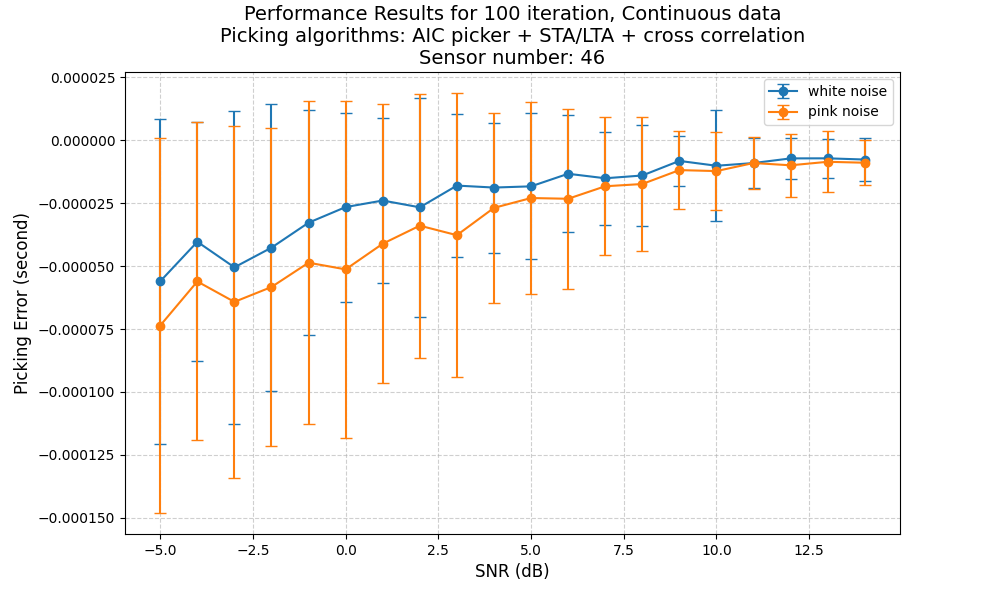 Performance Results for 100 iteration, Continuous data
Picking algorithms: AIC picker + STA/LTA + cross correlation
Sensor number: 46
white noise
pink noise
Picking Error (second)
0.000025
0.000000
−0.000025
−0.000050
−0.000075
−0.000100
−0.000125
−0.000150
−5.0 −2.5 0.0 2.5 5.0 7.5 10.0 12.5
SNR (dB)